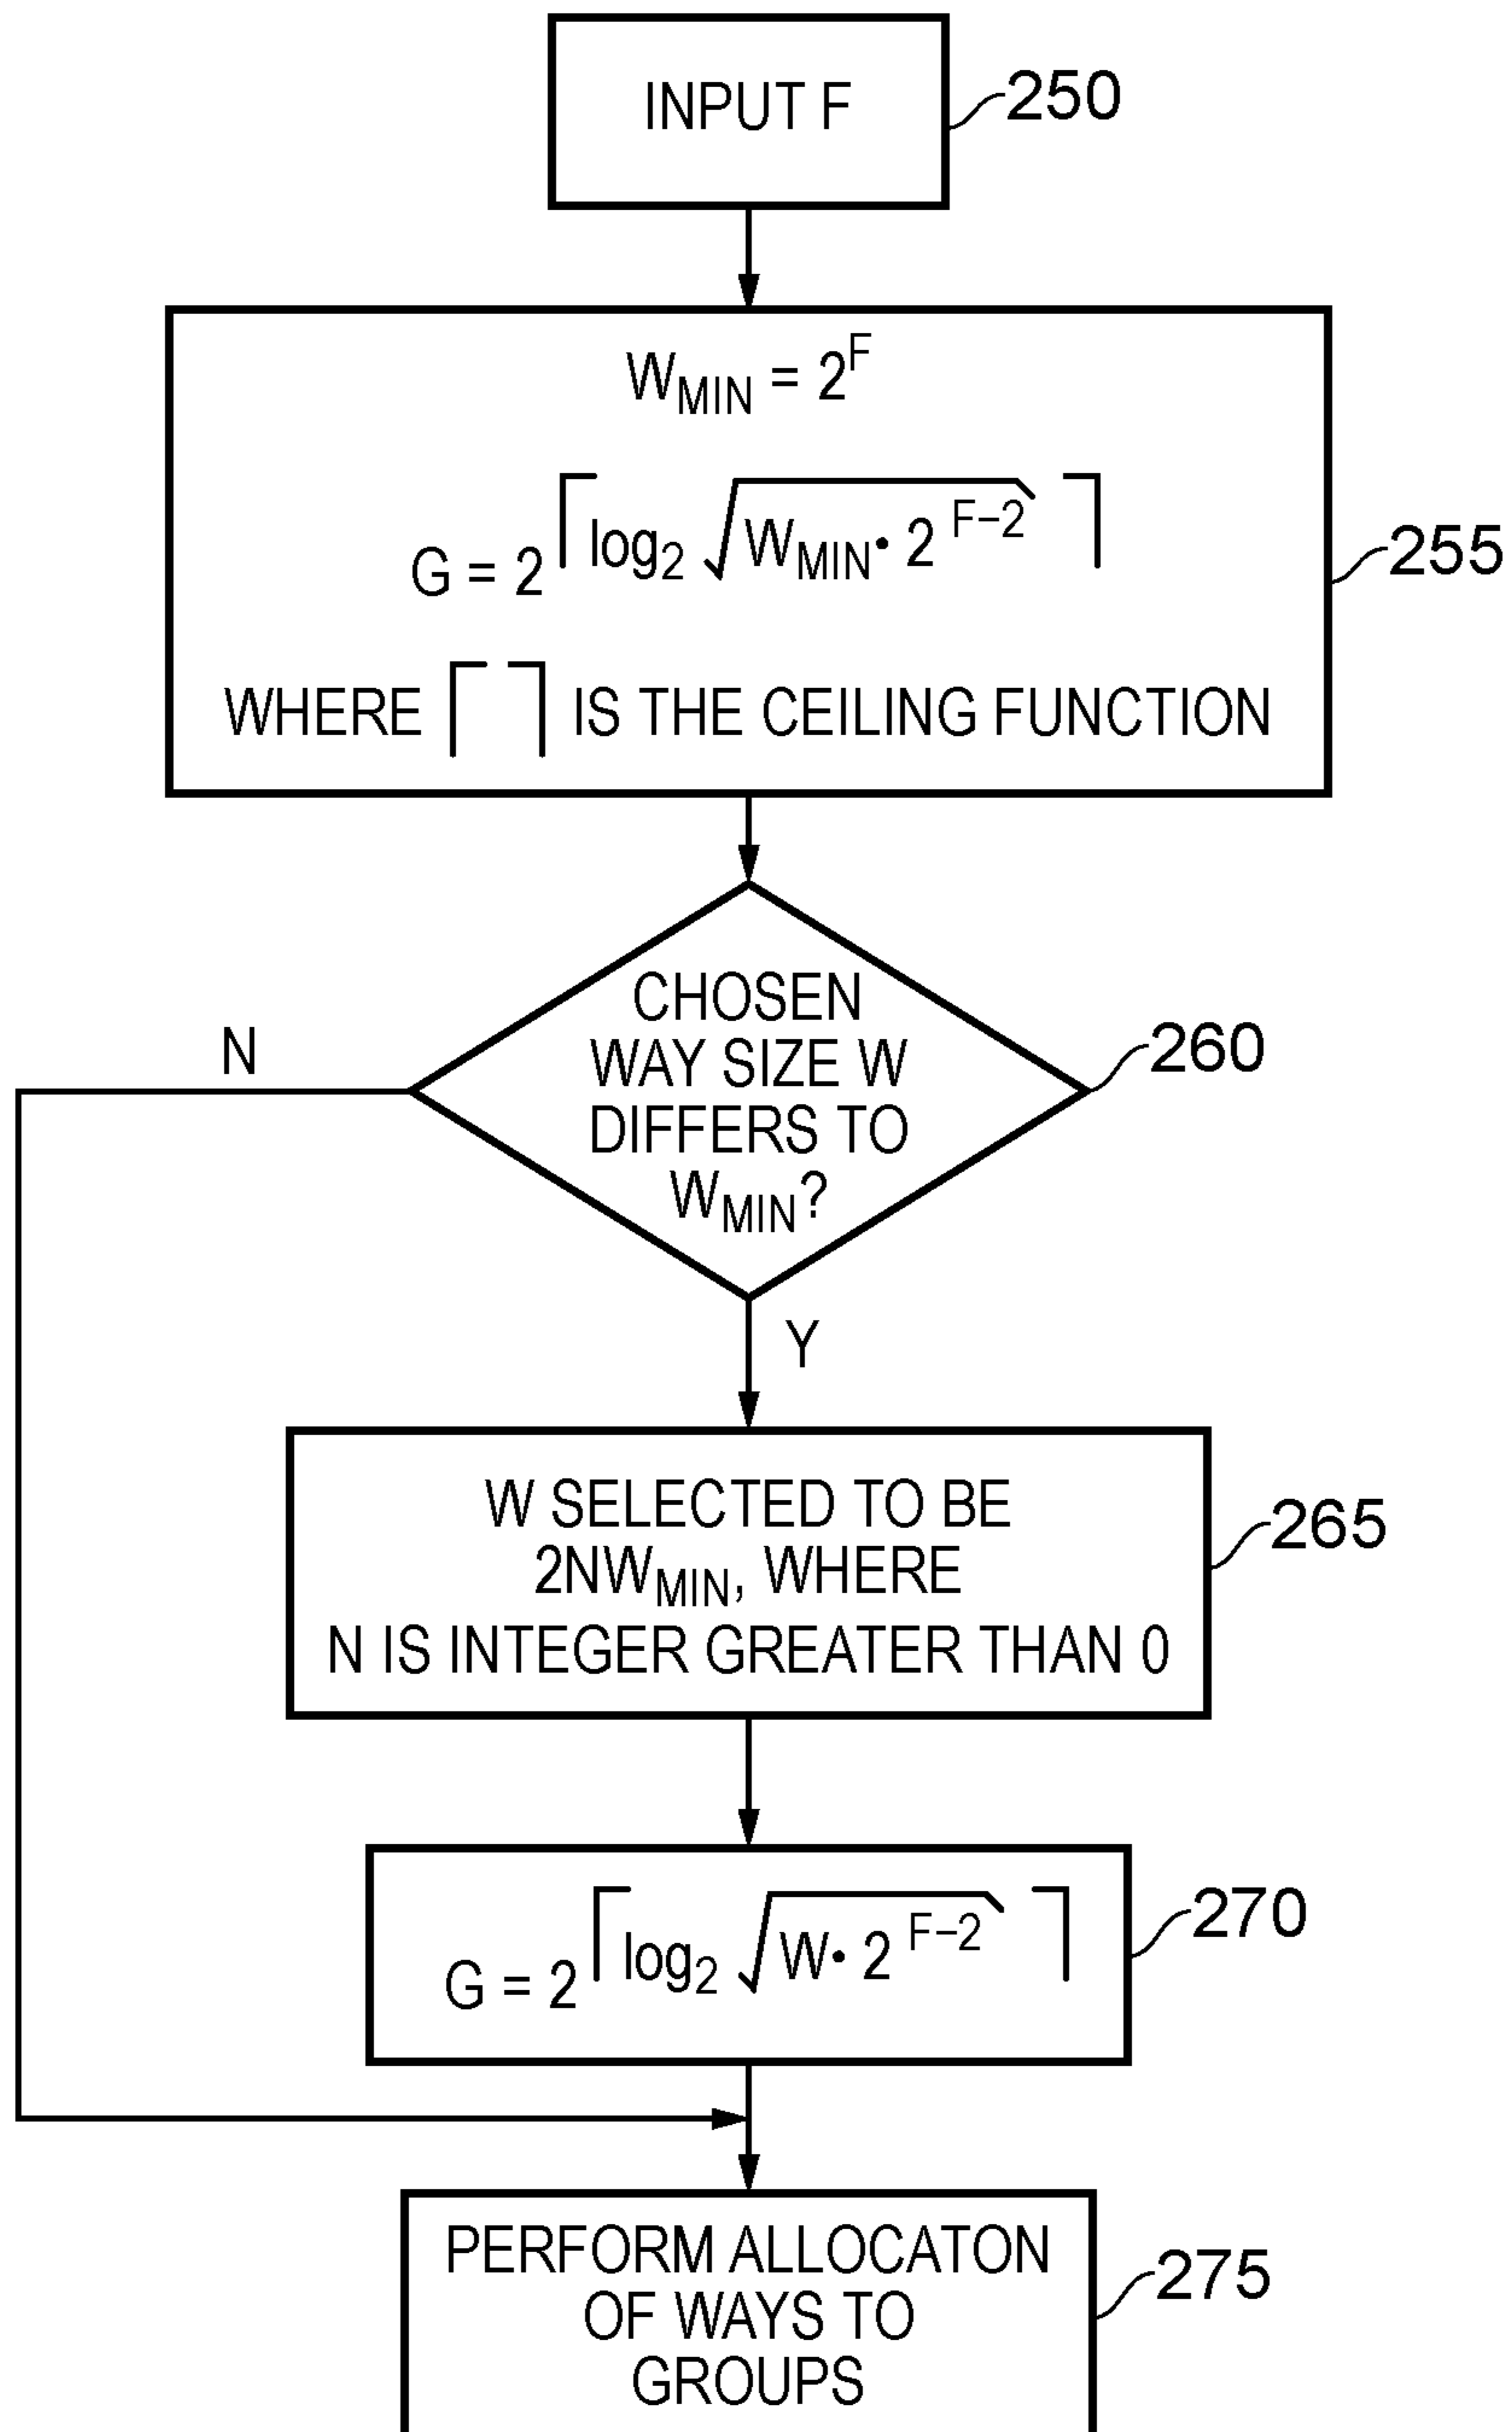 INPUT F
250
W_MIN = 2^F
G = 2^⌈log₂ √(W_MIN · 2^(F−2))⌉
255
WHERE ⌈ ⌉ IS THE CEILING FUNCTION
CHOSEN
WAY SIZE W
DIFFERS TO
W_MIN?
260
N
Y
W SELECTED TO BE
2NW_MIN, WHERE
N IS INTEGER GREATER THAN 0
265
G = 2^⌈log₂ √(W · 2^(F−2))⌉
270
PERFORM ALLOCATON
OF WAYS TO
GROUPS
275